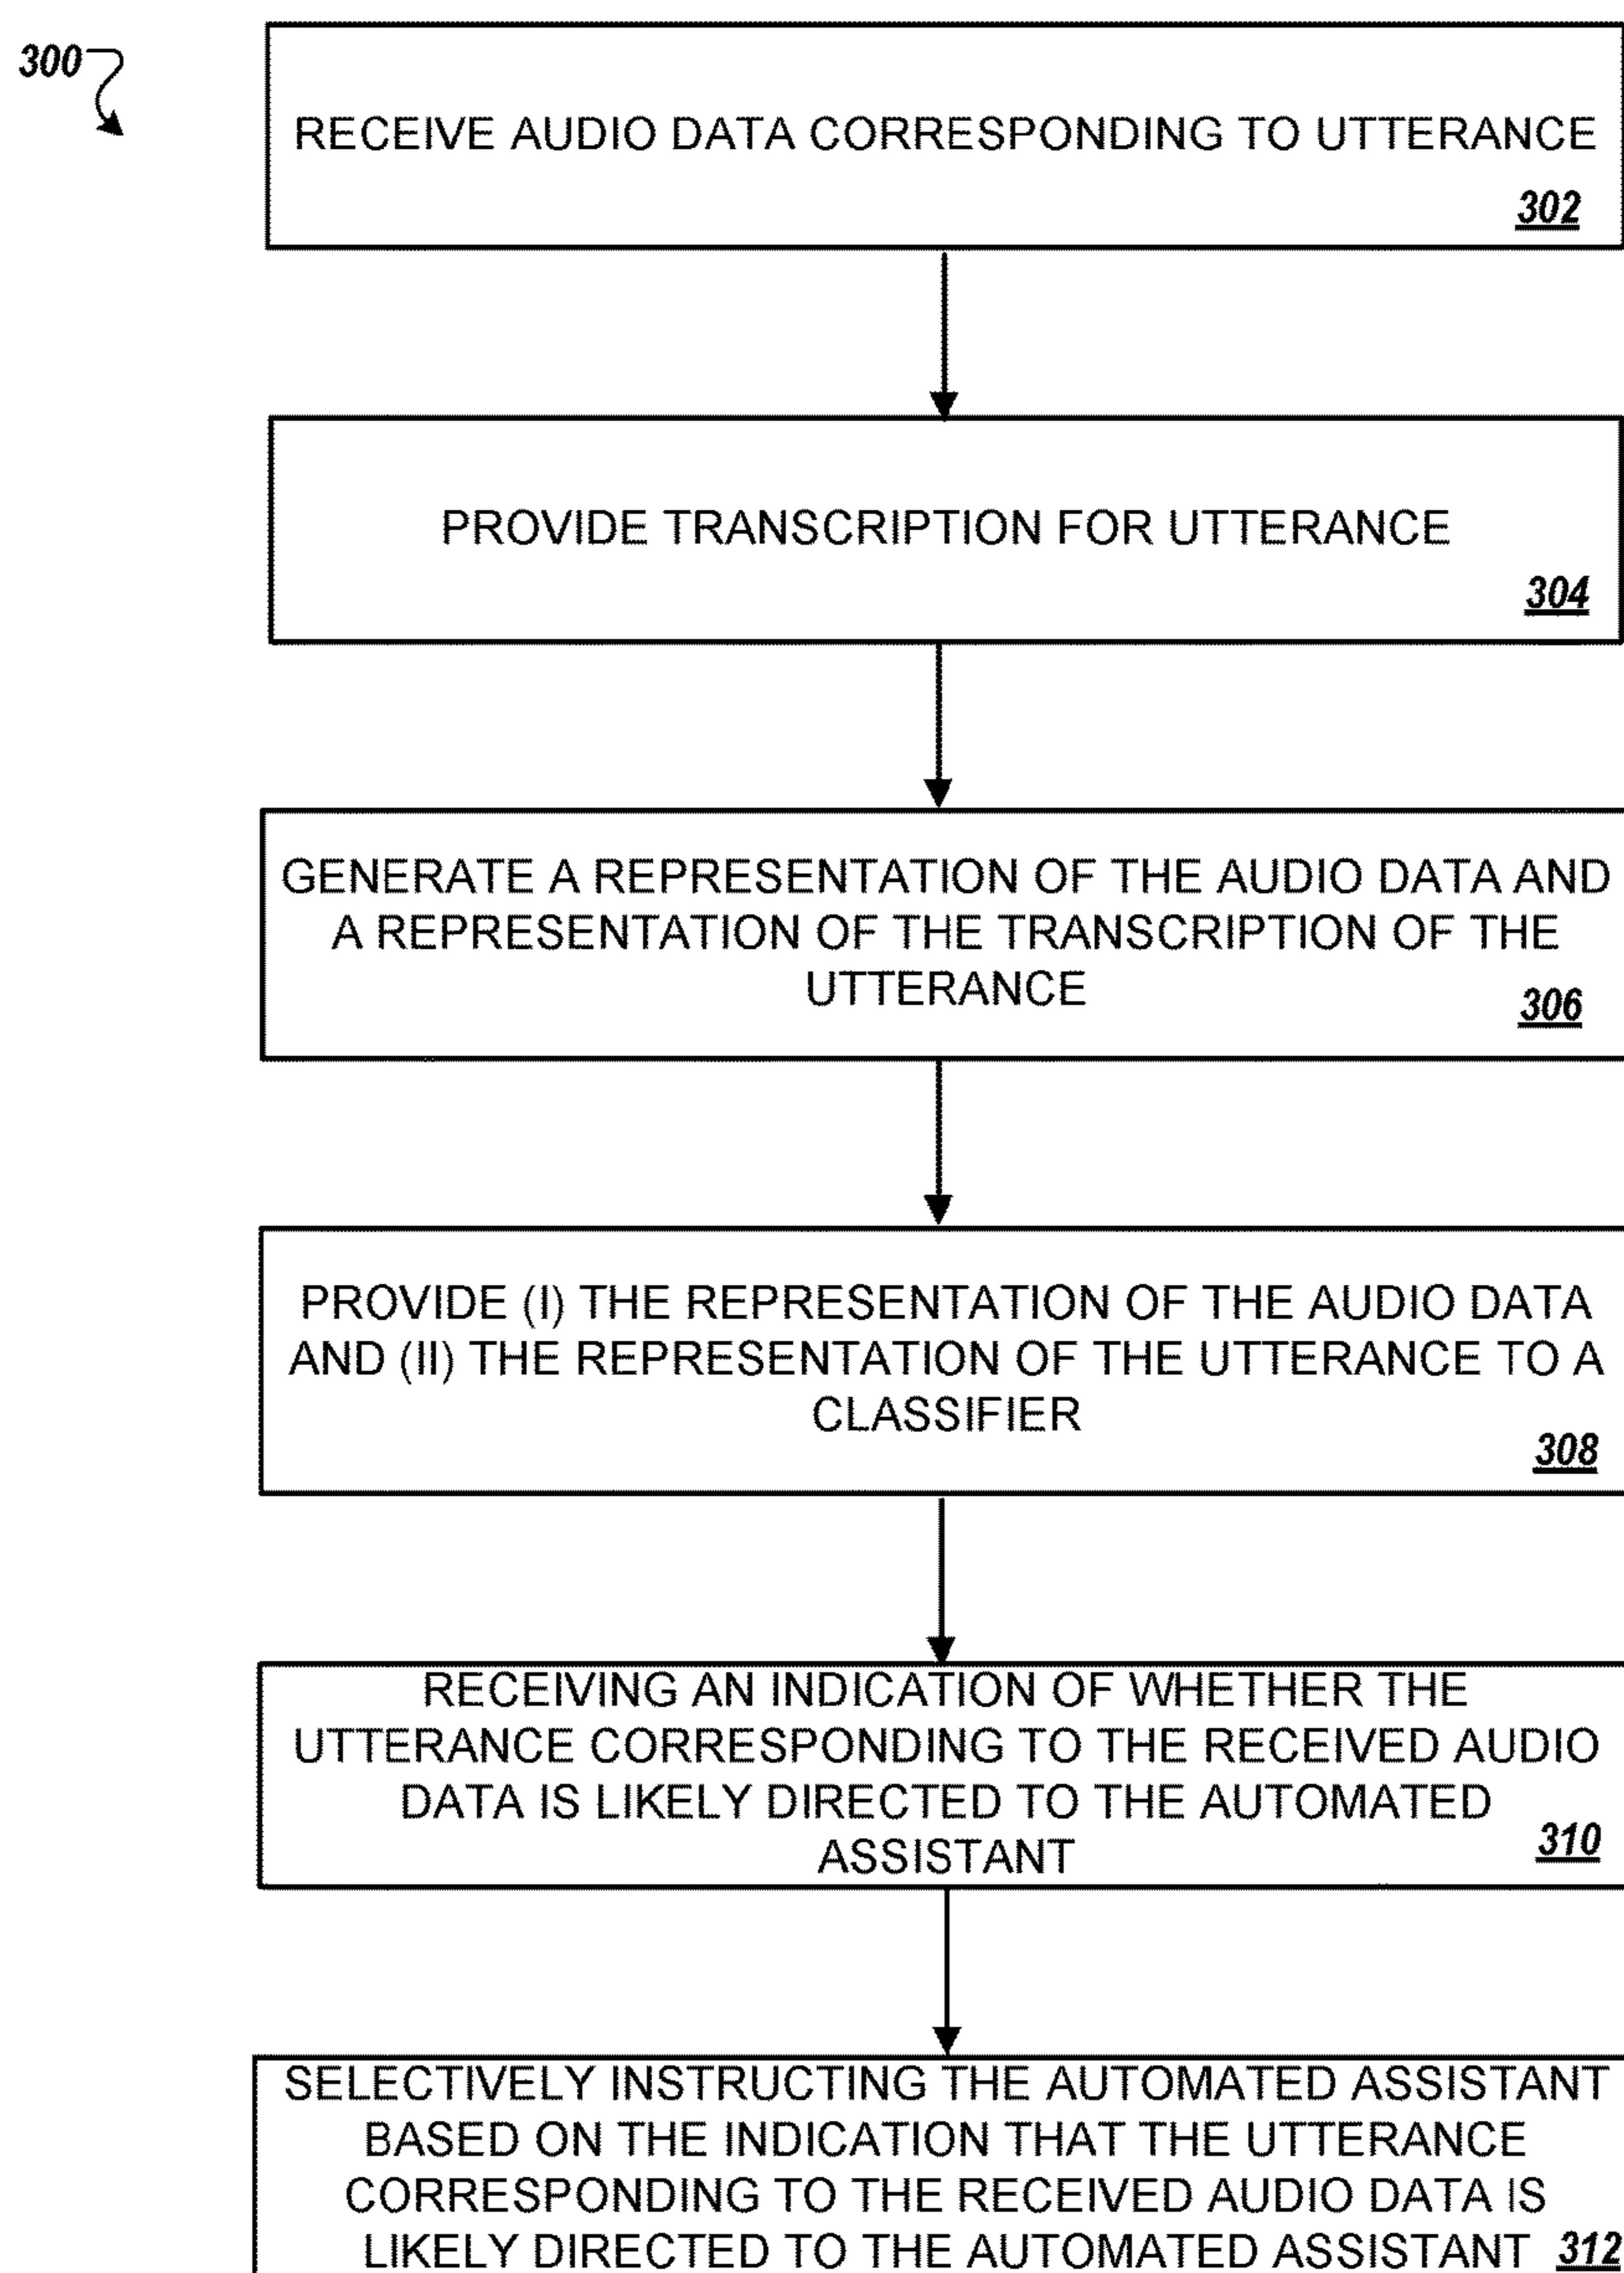 300
RECEIVE AUDIO DATA CORRESPONDING TO UTTERANCE
302
PROVIDE TRANSCRIPTION FOR UTTERANCE
304
GENERATE A REPRESENTATION OF THE AUDIO DATA AND
A REPRESENTATION OF THE TRANSCRIPTION OF THE
UTTERANCE
306
PROVIDE (I) THE REPRESENTATION OF THE AUDIO DATA
AND (II) THE REPRESENTATION OF THE UTTERANCE TO A
CLASSIFIER
308
RECEIVING AN INDICATION OF WHETHER THE
UTTERANCE CORRESPONDING TO THE RECEIVED AUDIO
DATA IS LIKELY DIRECTED TO THE AUTOMATED
ASSISTANT
310
SELECTIVELY INSTRUCTING THE AUTOMATED ASSISTANT
BASED ON THE INDICATION THAT THE UTTERANCE
CORRESPONDING TO THE RECEIVED AUDIO DATA IS
LIKELY DIRECTED TO THE AUTOMATED ASSISTANT 312